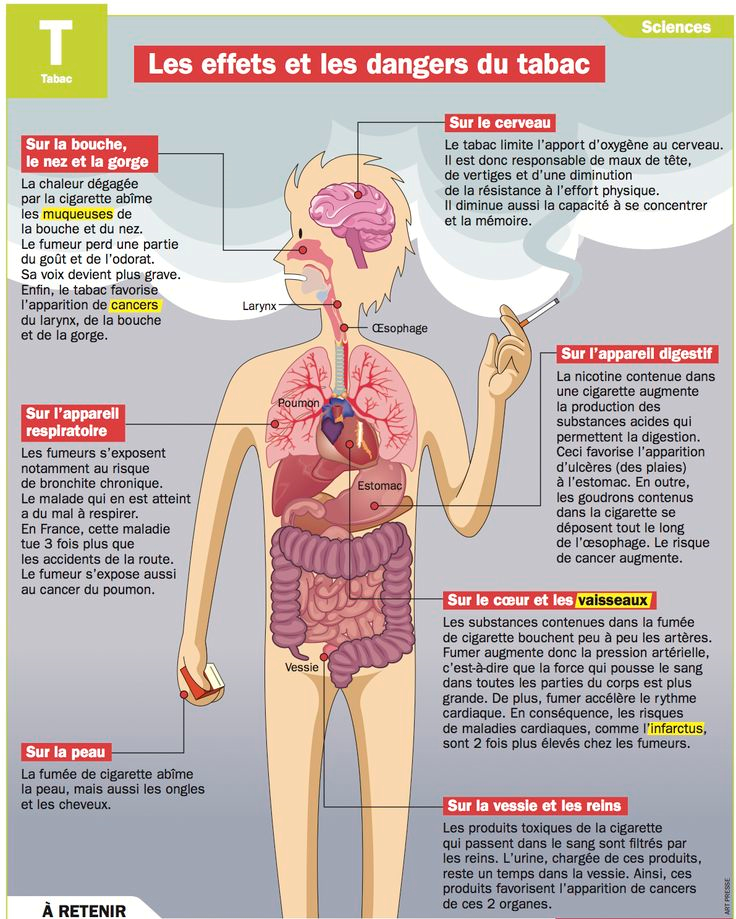 T
Tabac
Sciences
Les effets et les dangers du tabac
Sur la bouche,
le nez et la gorge
La chaleur dégagée
par la cigarette abîme
les muqueuses de
la bouche et du nez.
Le fumeur perd une partie
du goût et de l'odorat.
Sa voix devient plus grave.
Enfin, le tabac favorise
l'apparition de cancers
du larynx, de la bouche
et de la gorge.
Sur le cerveau
Le tabac limite l'apport d'oxygène au cerveau.
Il est donc responsable de maux de tête,
de vertiges et d'une diminution
de la résistance à l'effort physique.
Il diminue aussi la capacité à se concentrer
et la mémoire.
Larynx
Œsophage
Poumon
Estomac
Vessie
Sur l'appareil
respiratoire
Les fumeurs s'exposent
notamment au risque
de bronchite chronique.
Le malade qui en est atteint
a du mal à respirer.
En France, cette maladie
tue 3 fois plus que
les accidents de la route.
Le fumeur s'expose aussi
au cancer du poumon.
Sur l'appareil digestif
La nicotine contenue dans
une cigarette augmente
la production des
substances acides qui
permettent la digestion.
Ceci favorise l'apparition
d'ulcères (des plaies)
à l'estomac. En outre,
les goudrons contenus
dans la cigarette se
déposent tout le long
de l'œsophage. Le risque
de cancer augmente.
Sur le cœur et les vaisseaux
Les substances contenues dans la fumée
de cigarette bouchent peu à peu les artères.
Fumer augmente donc la pression artérielle,
c'est-à-dire que la force qui pousse le sang
dans toutes les parties du corps est plus
grande. De plus, fumer accélère le rythme
cardiaque. En conséquence, les risques
de maladies cardiaques, comme l'infarctus,
sont 2 fois plus élevés chez les fumeurs.
Sur la peau
La fumée de cigarette abîme
la peau, mais aussi les ongles
et les cheveux.
Sur la vessie et les reins
Les produits toxiques de la cigarette
qui passent dans le sang sont filtrés par
les reins. L'urine, chargée de ces produits,
reste un temps dans la vessie. Ainsi, ces
produits favorisent l'apparition de cancers
de ces 2 organes.
ART PRESSE
À RETENIR